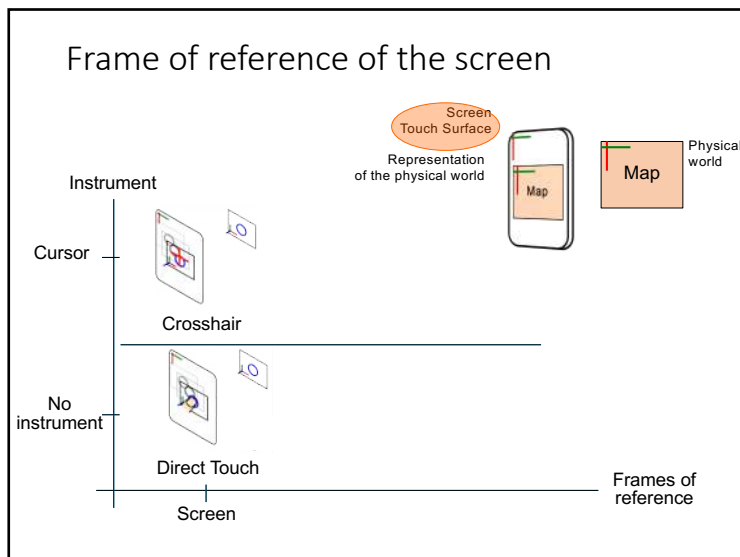 Frame of reference of the screen
Screen
Touch Surface
Representation
of the physical world
Map
Map
Physical
world
Instrument
Cursor
Crosshair
No
instrument
Direct Touch
Screen
Frames of
reference